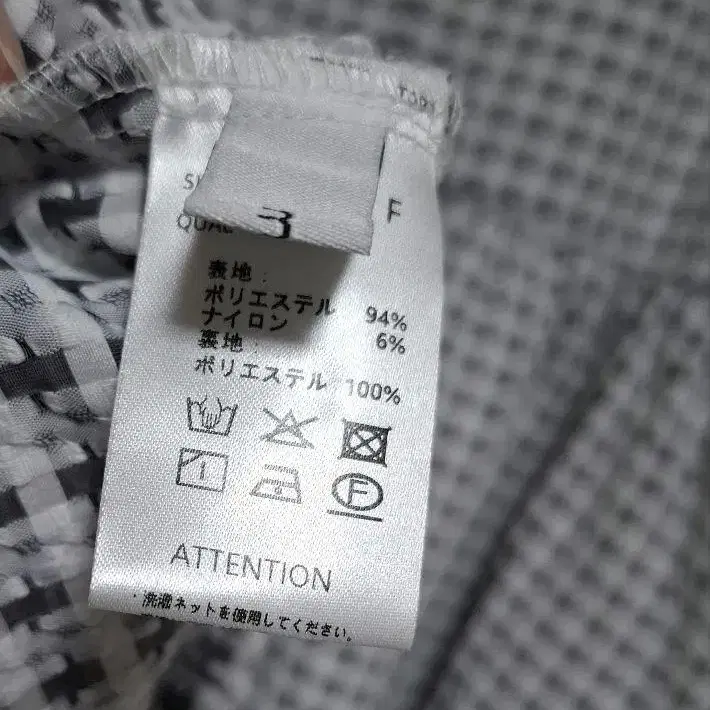 3
F
表地:
ポリエステル 94%
ナイロン 6%
裏地:
ポリエステル 100%
F
ATTENTION
・洗濯ネットを使用してください。